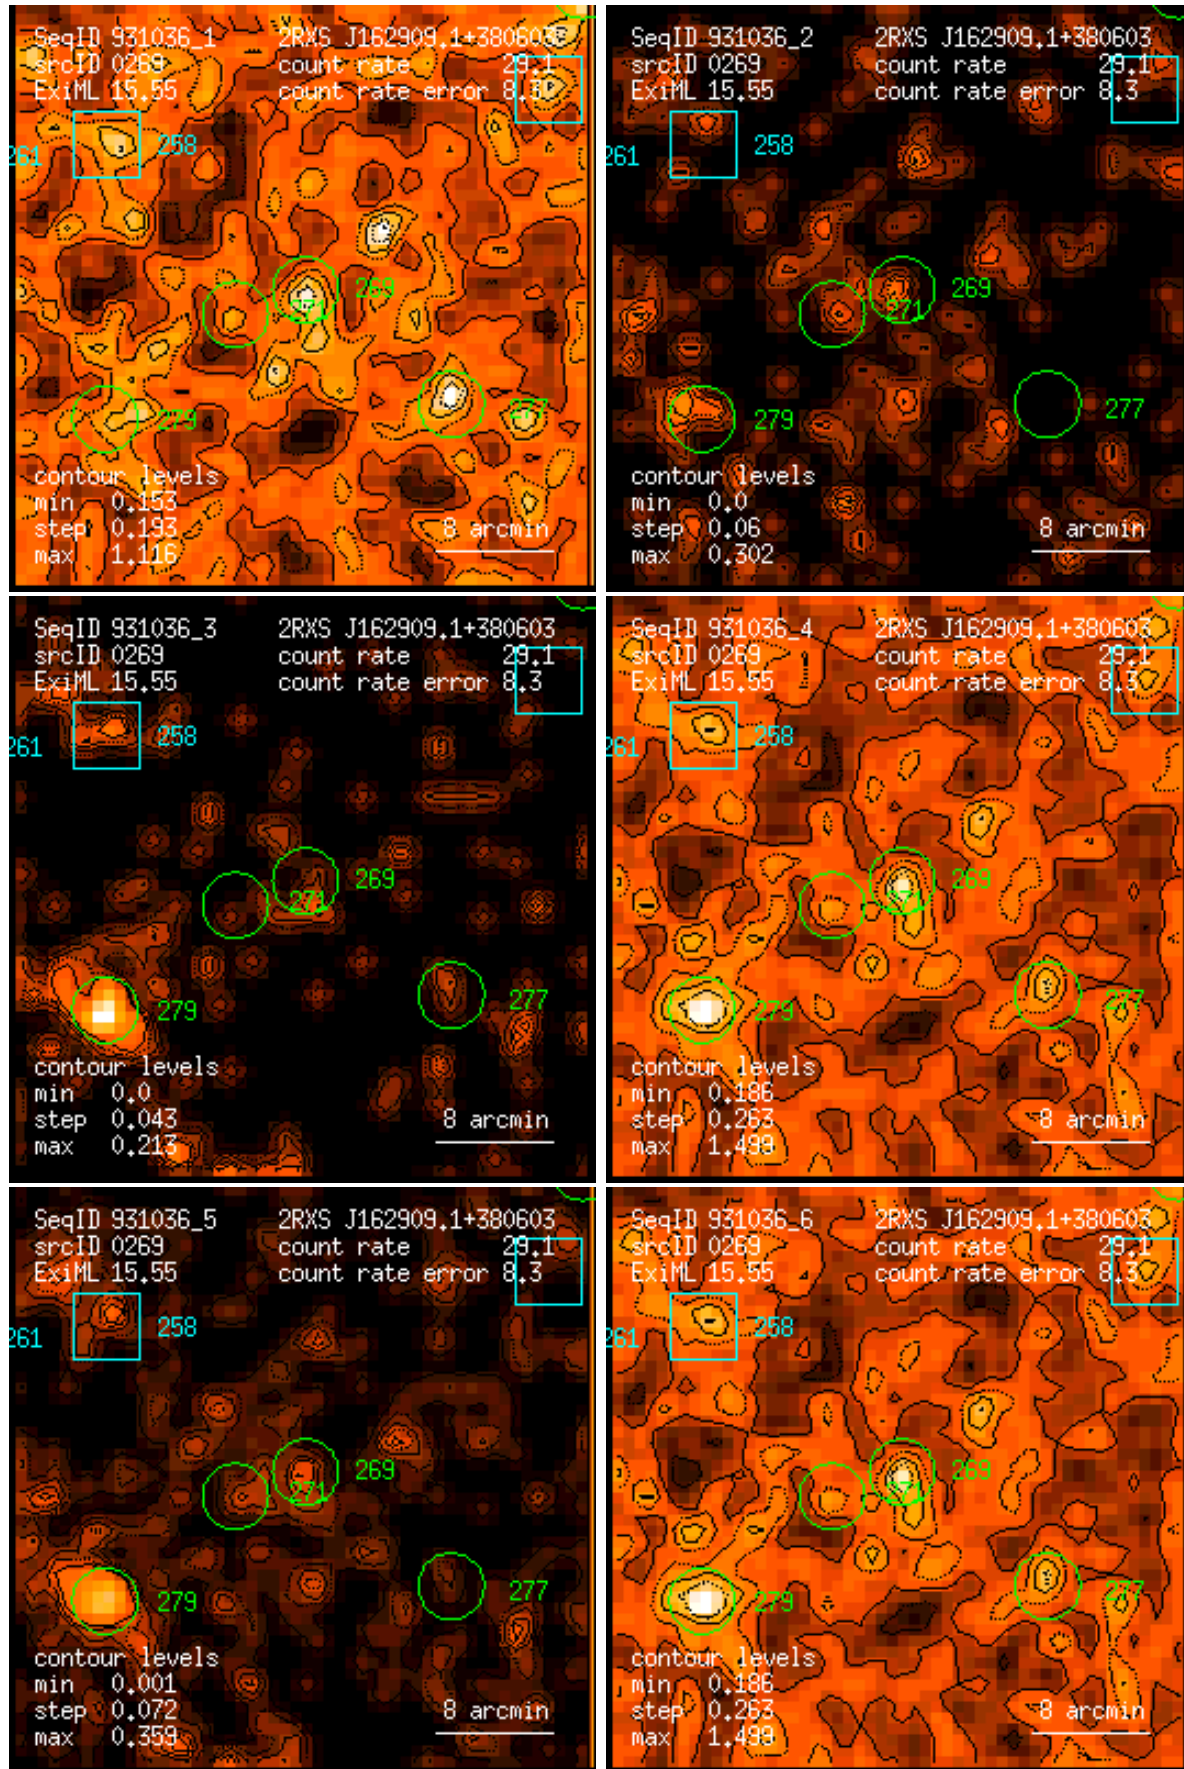 SeqID 931036_1 2RXS J162909.1+380603
srcID 0269 count rate 29.1
ExiML 15.55 count rate error 8.3
261 258
269
271
279 277
contour levels
min 0.153
step 0.193 8 arcmin
max 1.116
SeqID 931036_2 2RXS J162909.1+380603
srcID 0269 count rate 29.1
ExiML 15.55 count rate error 8.3
261 258
269
271
279 277
contour levels
min 0.0
step 0.06 8 arcmin
max 0.302
SeqID 931036_3 2RXS J162909.1+380603
srcID 0269 count rate 29.1
ExiML 15.55 count rate error 8.3
261 258
269
271
279 277
contour levels
min 0.0
step 0.043 8 arcmin
max 0.213
SeqID 931036_4 2RXS J162909.1+380603
srcID 0269 count rate 29.1
ExiML 15.55 count rate error 8.3
261 258
269
271
279 277
contour levels
min 0.186
step 0.263 8 arcmin
max 1.499
SeqID 931036_5 2RXS J162909.1+380603
srcID 0269 count rate 29.1
ExiML 15.55 count rate error 8.3
261 258
269
271
279 277
contour levels
min 0.001
step 0.072 8 arcmin
max 0.359
SeqID 931036_6 2RXS J162909.1+380603
srcID 0269 count rate 29.1
ExiML 15.55 count rate error 8.3
261 258
269
271
279 277
contour levels
min 0.186
step 0.263 8 arcmin
max 1.499